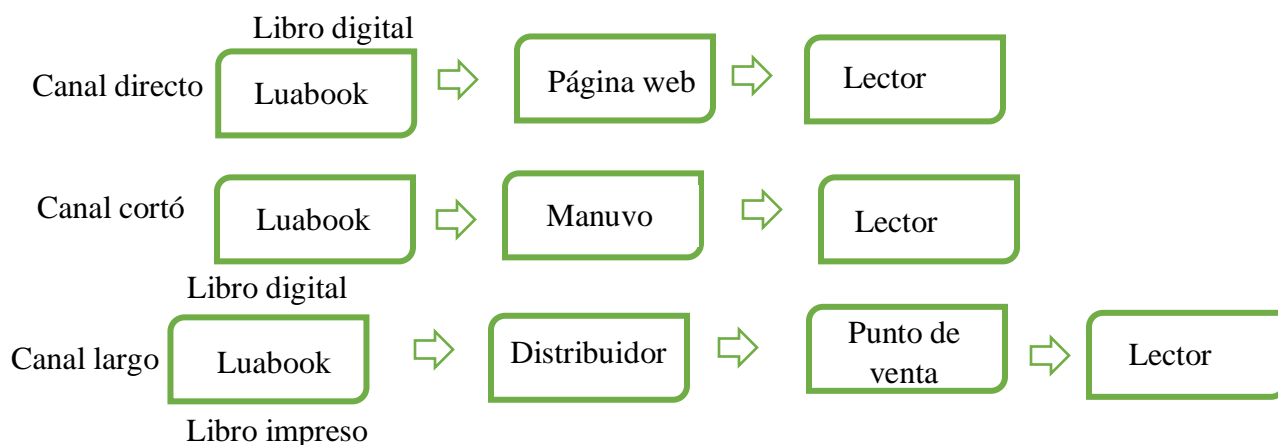 Libro digital
Canal directo
Luabook
Página web
Lector
Canal cortó
Luabook
Manuvo
Lector
Libro digital
Canal largo
Luabook
Distribuidor
Punto de
venta
Lector
Libro impreso